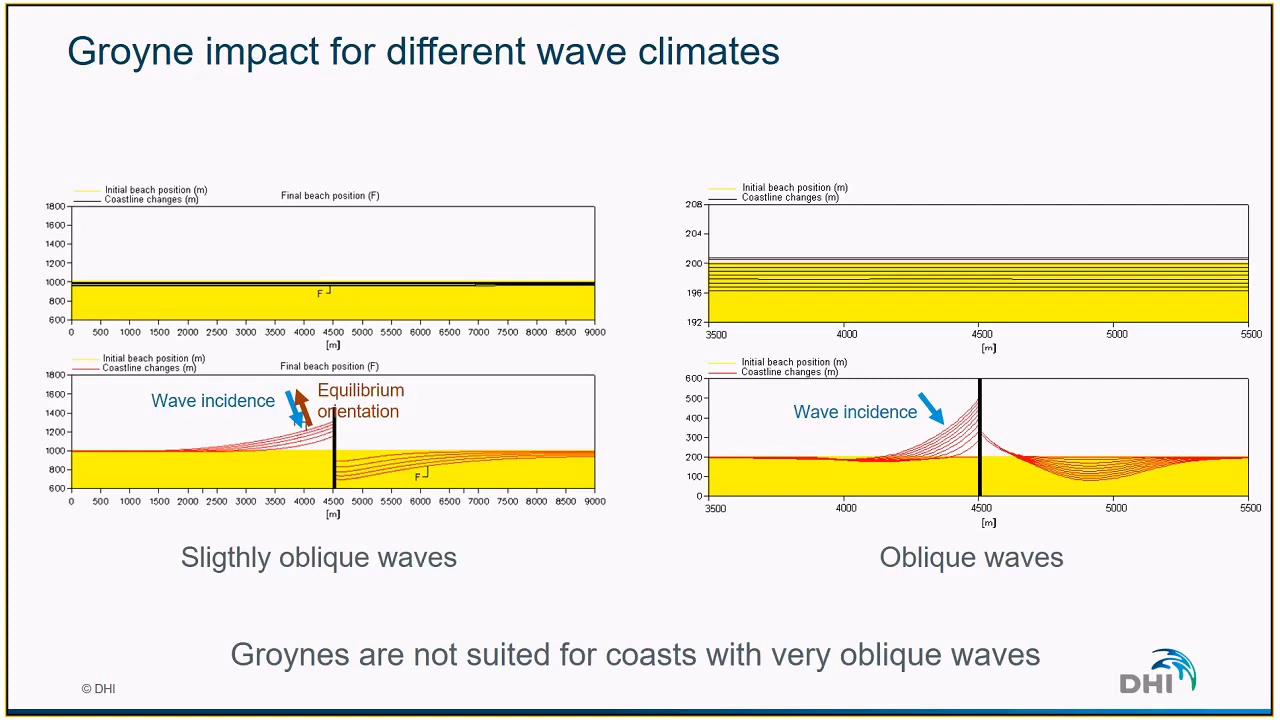 Groyne impact for different wave climates
Initial beach position (m)
Coastline changes (m)
Final beach position (F)
1800
1600
1400
1200
1000
800
600
F
0 500 1000 1500 2000 2500 3000 3500 4000 4500 5000 5500 6000 6500 7000 7500 8000 8500 9000
[m]
Initial beach position (m)
Coastline changes (m)
Final beach position (F)
1800
1600
1400
1200
1000
800
600
Wave incidence
Equilibrium
orientation
F
0 500 1000 1500 2000 2500 3000 3500 4000 4500 5000 5500 6000 6500 7000 7500 8000 8500 9000
[m]
Sligthly oblique waves
Initial beach position (m)
Coastline changes (m)
208
204
200
196
192
3500 4000 4500 5000 5500
[m]
Initial beach position (m)
Coastline changes (m)
600
500
400
300
200
100
0
Wave incidence
3500 4000 4500 5000 5500
[m]
Oblique waves
Groynes are not suited for coasts with very oblique waves
© DHI
DHI